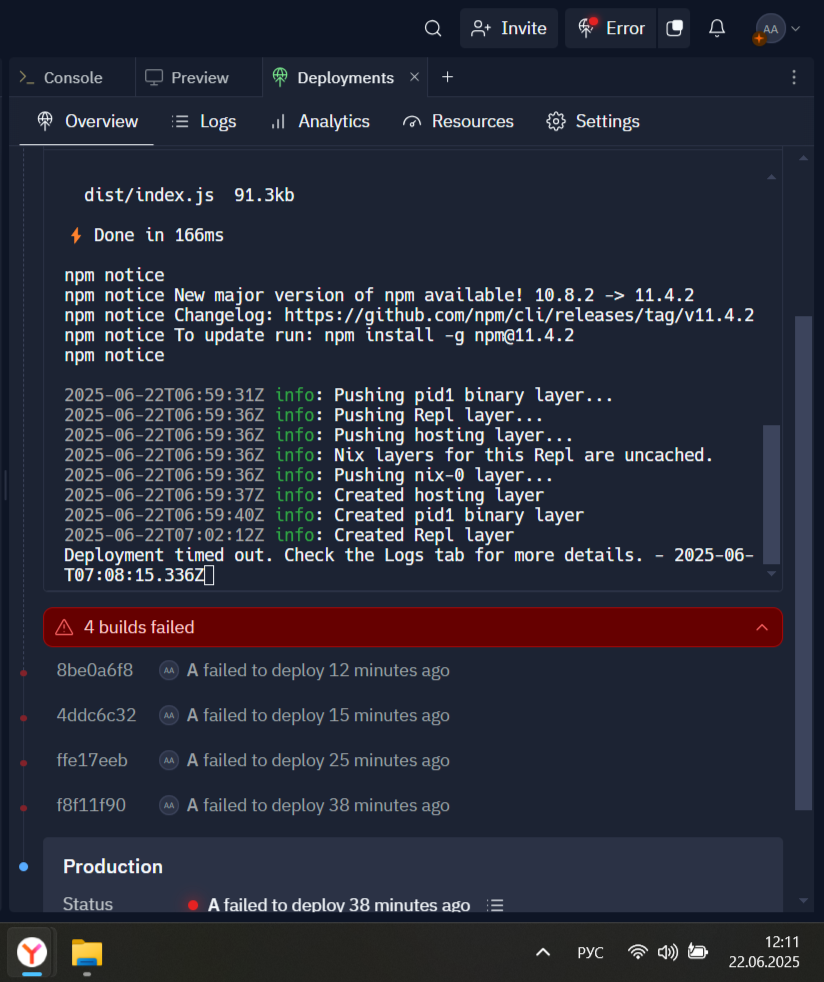 Invite
Error
AA
Console
Preview
Deployments
Overview
Logs
Analytics
Resources
Settings
dist/index.js 91.3kb
Done in 166ms
npm notice
npm notice New major version of npm available! 10.8.2 -> 11.4.2
npm notice Changelog: https://github.com/npm/cli/releases/tag/v11.4.2
npm notice To update run: npm install -g npm@11.4.2
npm notice
2025-06-22T06:59:31Z info: Pushing pid1 binary layer...
2025-06-22T06:59:36Z info: Pushing Repl layer...
2025-06-22T06:59:36Z info: Pushing hosting layer...
2025-06-22T06:59:36Z info: Nix layers for this Repl are uncached.
2025-06-22T06:59:36Z info: Pushing nix-0 layer...
2025-06-22T06:59:37Z info: Created hosting layer
2025-06-22T06:59:40Z info: Created pid1 binary layer
2025-06-22T07:02:12Z info: Created Repl layer
Deployment timed out. Check the Logs tab for more details. - 2025-06-
T07:08:15.336Z
4 builds failed
8be0a6f8 AA A failed to deploy 12 minutes ago
4ddc6c32 AA A failed to deploy 15 minutes ago
ffe17eeb AA A failed to deploy 25 minutes ago
f8f11f90 AA A failed to deploy 38 minutes ago
Production
Status A failed to deploy 38 minutes ago
РУС
12:11
22.06.2025